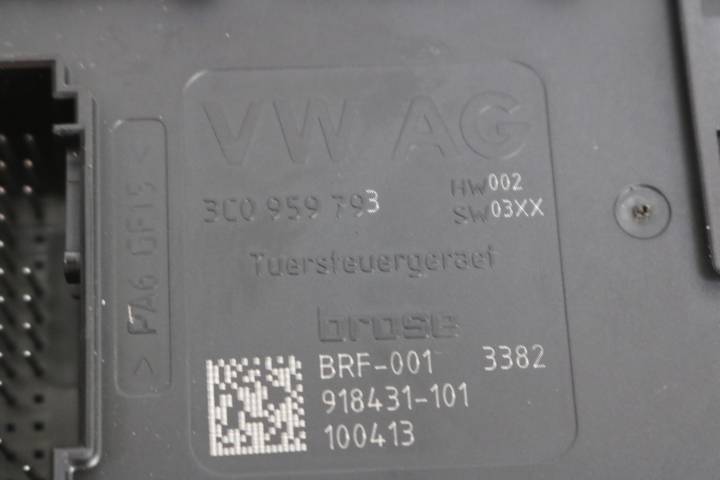 VW AG
3C0 959 793
HW002
SW03XX
Tuersteuergeraet
brose
BRF-001 3382
918431-101
100413
> PA6 GF15 <